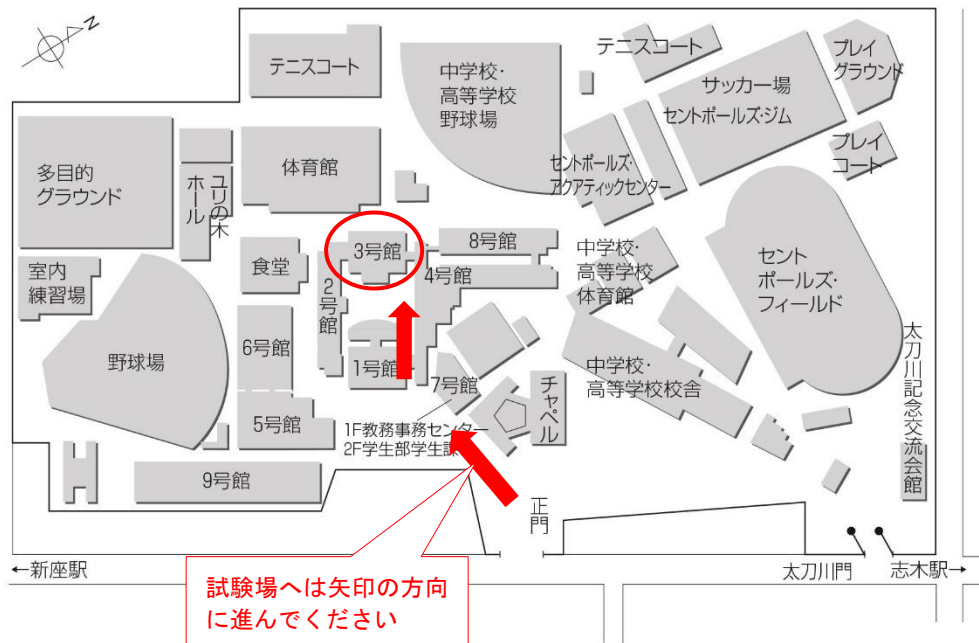 N
テニスコート
中学校・
高等学校
野球場
テニスコート
サッカー場
セントポールズ・ジム
プレイ
グラウンド
プレイ
コート
多目的
グラウンド
ユリの木
ホール
体育館
セントポールズ・
アクアティックセンター
3号館
8号館
4号館
2号館
食堂
室内
練習場
中学校・
高等学校
体育館
セント
ポールズ・
フィールド
野球場
6号館
1号館
7号館
5号館
チャペル
中学校・
高等学校校舎
太刀川記念交流会館
1F教務事務センター
2F学生部学生課
9号館
正門
←新座駅
太刀川門
志木駅→
試験場へは矢印の方向
に進んでください